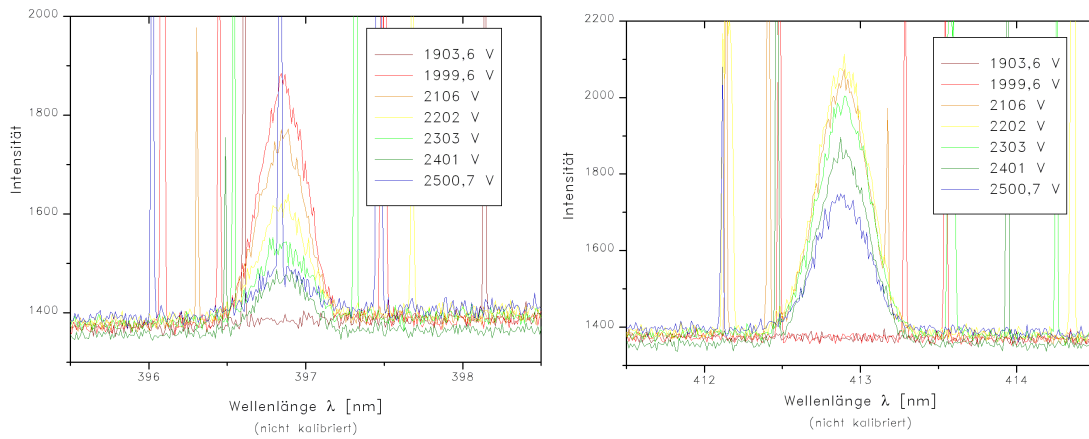 2000
1800
1600
1400
Intensität
1903,6 V
1999,6 V
2106 V
2202 V
2303 V
2401 V
2500,7 V
396
397
398
Wellenlänge λ [nm]
(nicht kalibriert)
2200
2000
1800
1600
1400
Intensität
1903,6 V
1999,6 V
2106 V
2202 V
2303 V
2401 V
2500,7 V
412
413
414
Wellenlänge λ [nm]
(nicht kalibriert)